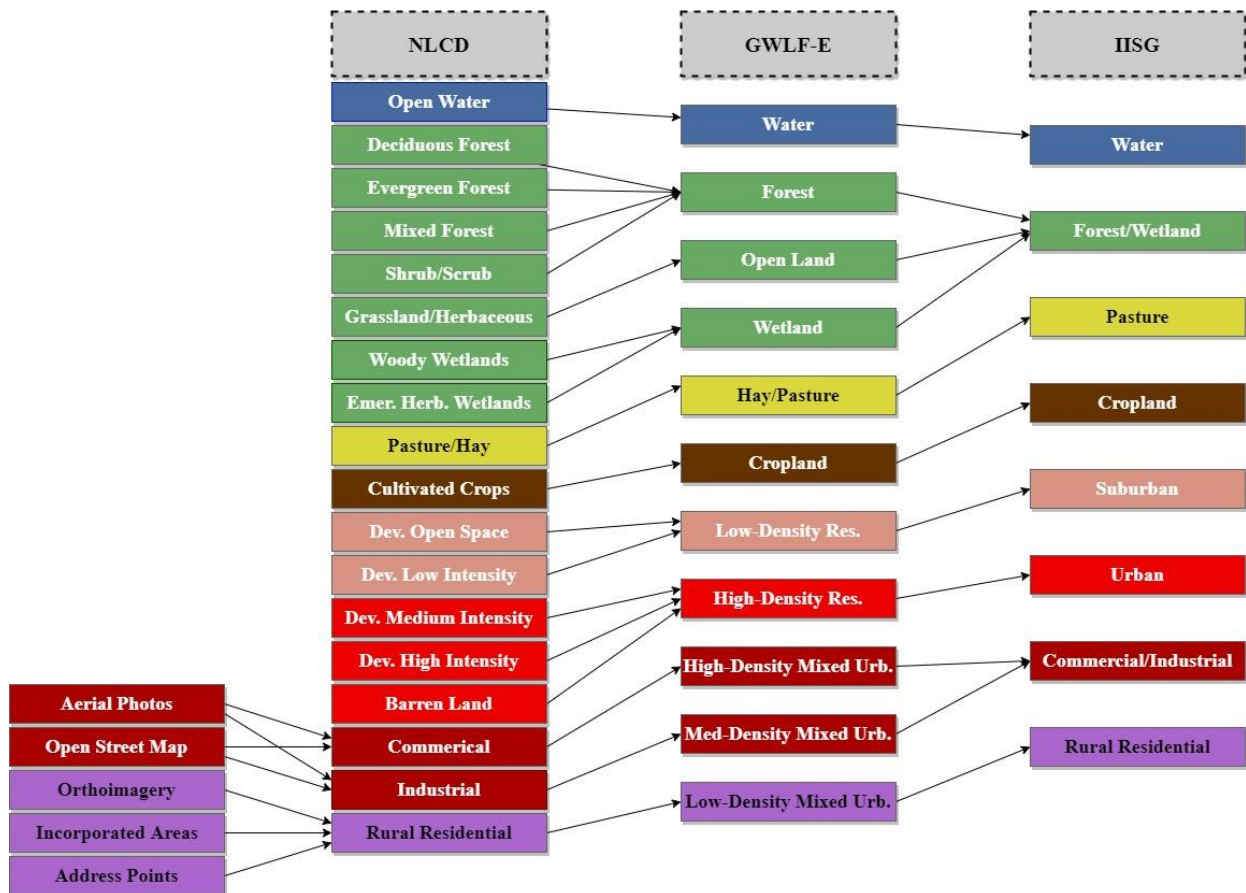 NLCD
GWLF-E
IISG
Open Water
Deciduous Forest
Evergreen Forest
Mixed Forest
Shrub/Scrub
Grassland/Herbaceous
Woody Wetlands
Emer. Herb. Wetlands
Pasture/Hay
Cultivated Crops
Dev. Open Space
Dev. Low Intensity
Dev. Medium Intensity
Dev. High Intensity
Barren Land
Commerical
Industrial
Rural Residential
Aerial Photos
Open Street Map
Orthoimagery
Incorporated Areas
Address Points
Water
Forest
Open Land
Wetland
Hay/Pasture
Cropland
Low-Density Res.
High-Density Res.
High-Density Mixed Urb.
Med-Density Mixed Urb.
Low-Density Mixed Urb.
Water
Forest/Wetland
Pasture
Cropland
Suburban
Urban
Commercial/Industrial
Rural Residential